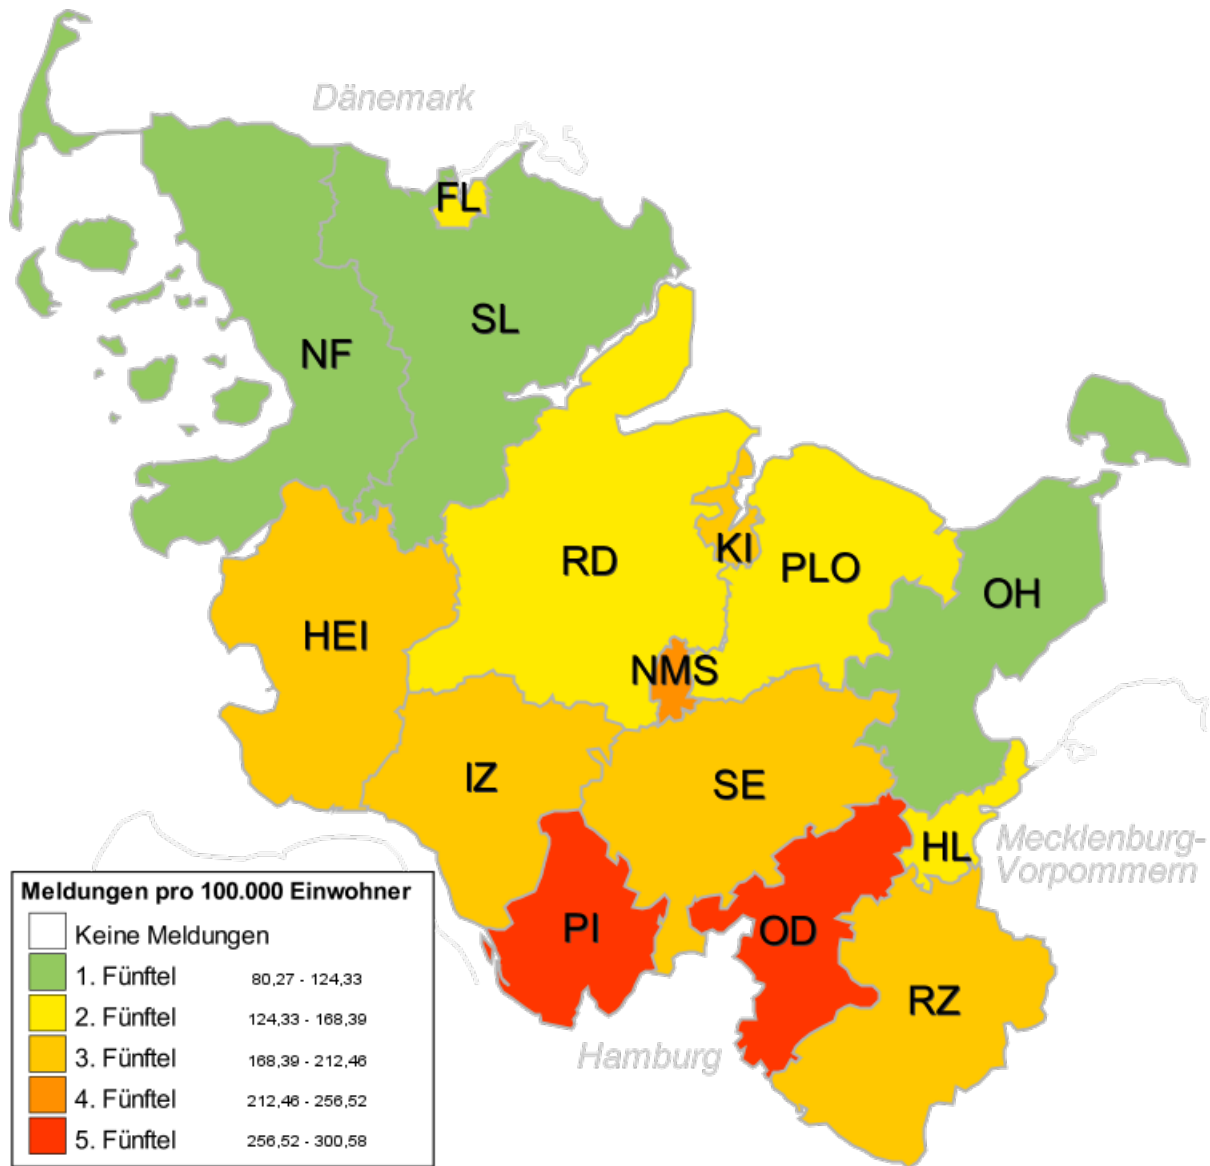 Dänemark
FL
SL
NF
RD
KI
PLO
OH
HEI
NMS
IZ
SE
HL
Mecklenburg-
Vorpommern
PI
OD
RZ
Hamburg
Meldungen pro 100.000 Einwohner
Keine Meldungen
1. Fünftel 80,27 - 124,33
2. Fünftel 124,33 - 168,39
3. Fünftel 168,39 - 212,46
4. Fünftel 212,46 - 256,52
5. Fünftel 256,52 - 300,58